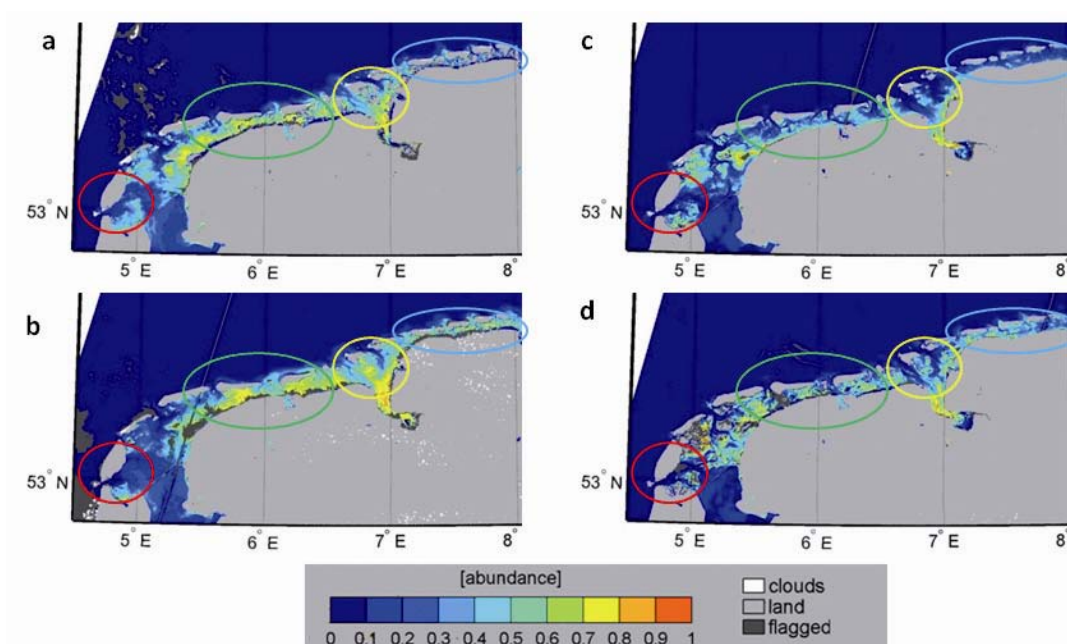 a
c
53° N
53° N
5° E 6° E 7° E 8°
5° E 6° E 7° E 8°
b
d
53° N
53° N
5° E 6° E 7° E 8°
5° E 6° E 7° E 8°
[abundance]
0 0.1 0.2 0.3 0.4 0.5 0.6 0.7 0.8 0.9 1
clouds
land
flagged